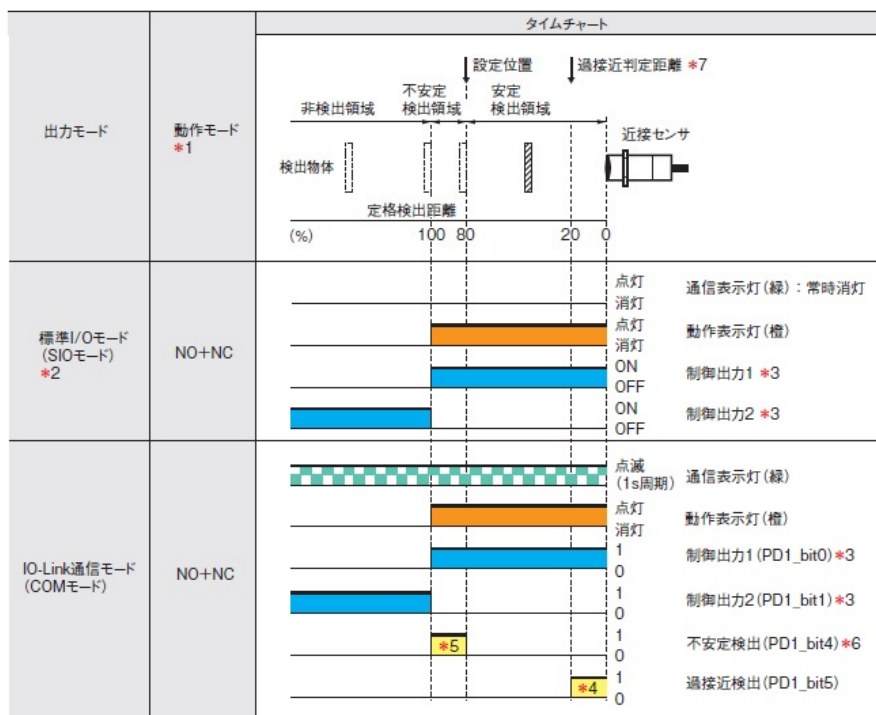 タイムチャート
出力モード
動作モード
*1
設定位置
過接近判定距離 *7
非検出領域
不安定
検出領域
安定
検出領域
近接センサ
検出物体
定格検出距離
(%)
100 80 20 0
標準I/Oモード
(SIOモード)
*2
NO+NC
点灯
消灯
通信表示灯(緑)：常時消灯
点灯
消灯
動作表示灯(橙)
ON
OFF
制御出力1 *3
ON
OFF
制御出力2 *3
IO-Link通信モード
(COMモード)
NO+NC
点滅
(1s周期)
通信表示灯(緑)
点灯
消灯
動作表示灯(橙)
1
0
制御出力1(PD1_bit0)*3
1
0
制御出力2(PD1_bit1)*3
*5
1
0
不安定検出(PD1_bit4)*6
*4
1
0
過接近検出(PD1_bit5)